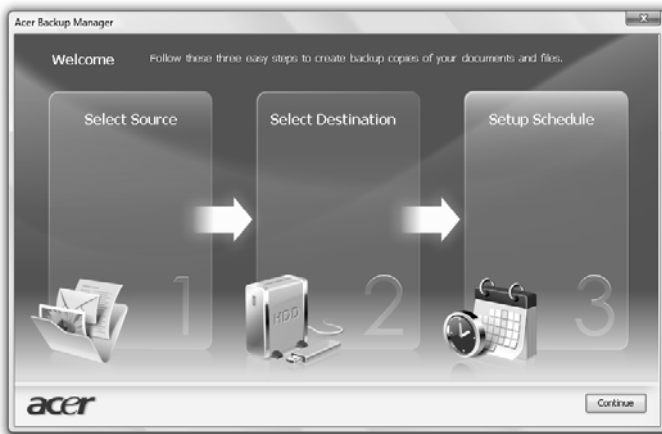 Acer Backup Manager
Welcome Follow these three easy steps to create backup copies of your documents and files.
Select Source
Select Destination
Setup Schedule
1
HDD
2
3
acer
Continue